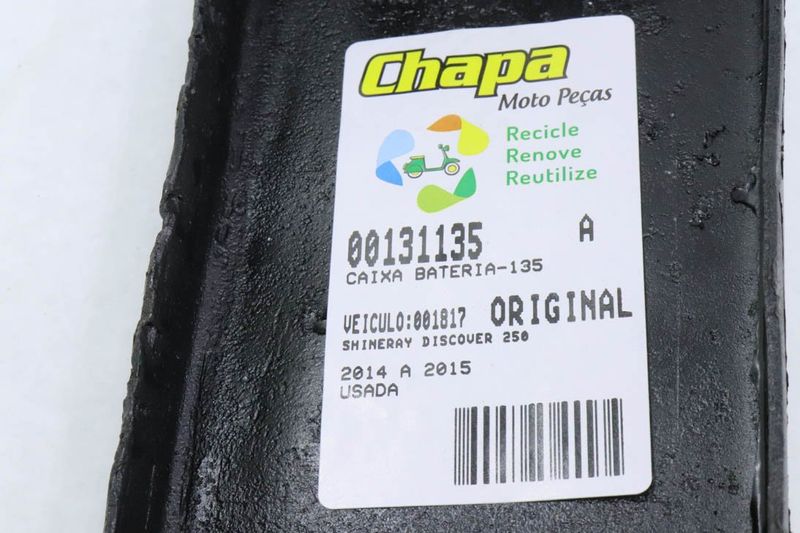 Chapa
Moto Peças
Recicle
Renove
Reutilize
00131135 A
CAIXA BATERIA-135
VEICULO:001817 ORIGINAL
SHINERAY DISCOVER 250
2014 A 2015
USADA